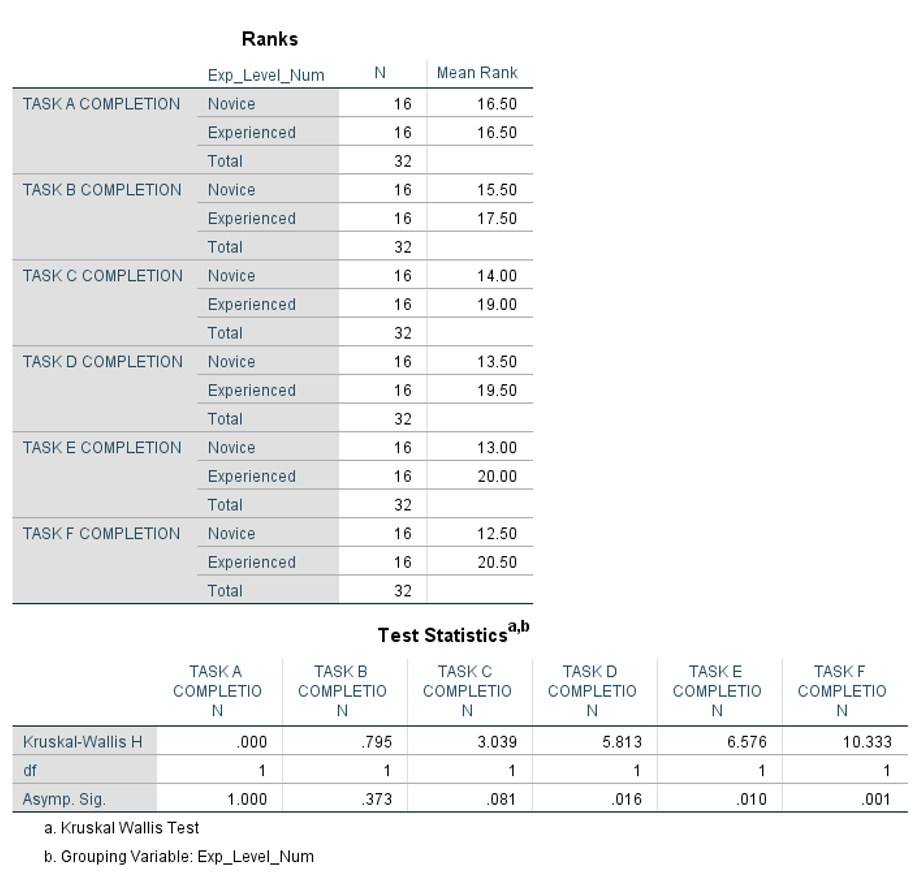 Ranks
Exp_Level_Num N Mean Rank
TASK A COMPLETION Novice 16 16.50
Experienced 16 16.50
Total 32
TASK B COMPLETION Novice 16 15.50
Experienced 16 17.50
Total 32
TASK C COMPLETION Novice 16 14.00
Experienced 16 19.00
Total 32
TASK D COMPLETION Novice 16 13.50
Experienced 16 19.50
Total 32
TASK E COMPLETION Novice 16 13.00
Experienced 16 20.00
Total 32
TASK F COMPLETION Novice 16 12.50
Experienced 16 20.50
Total 32
Test Statistics a,b
TASK A TASK B TASK C TASK D TASK E TASK F
COMPLETIO COMPLETIO COMPLETIO COMPLETIO COMPLETIO COMPLETIO
N N N N N N
Kruskal-Wallis H .000 .795 3.039 5.813 6.576 10.333
df 1 1 1 1 1 1
Asymp. Sig. 1.000 .373 .081 .016 .010 .001
a. Kruskal Wallis Test
b. Grouping Variable: Exp_Level_Num